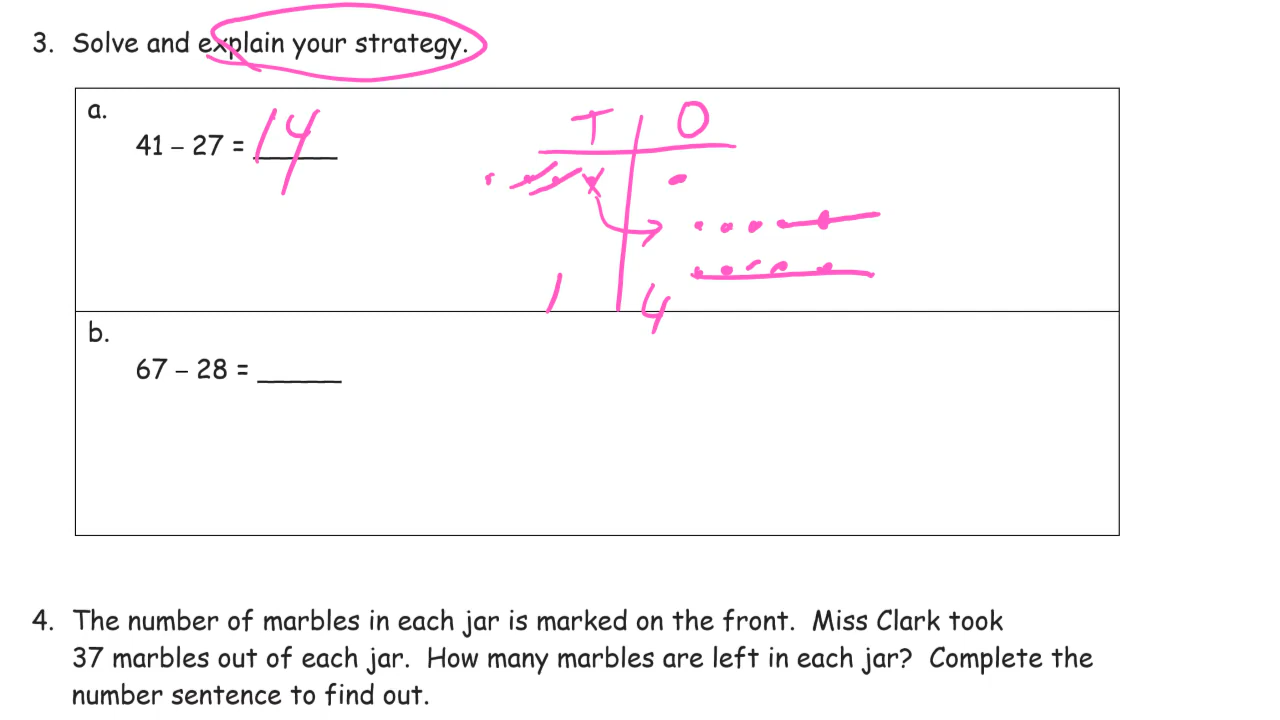 3. Solve and explain your strategy.
a.
41 – 27 = 14
T O
1 4
b.
67 – 28 = ______
4. The number of marbles in each jar is marked on the front. Miss Clark took
37 marbles out of each jar. How many marbles are left in each jar? Complete the
number sentence to find out.